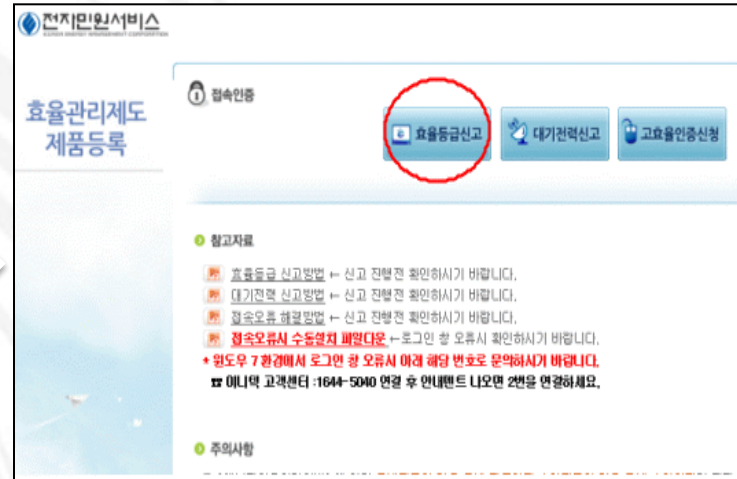 전자민원서비스
KOREA ENERGY MANAGEMENT CORPORATION
효율관리제도
제품등록
접속인증
효율등급신고
대기전력신고
고효율인증신청
참고자료
효율등급 신고방법 ← 신고 진행전 확인하시기 바랍니다.
대기전력 신고방법 ← 신고 진행전 확인하시기 바랍니다.
접속오류 해결방법 ← 신고 진행전 확인하시기 바랍니다.
접속오류시 수동설치 파일다운 ← 로그인 창 오류시 확인하시기 바랍니다.
* 윈도우 7 환경에서 로그인 창 오류시 아래 해당 번호로 문의하시기 바랍니다.
☎ 이니텍 고객센터 :1644-5040 연결 후 안내멘트 나오면 2번을 연결하세요.
주의사항